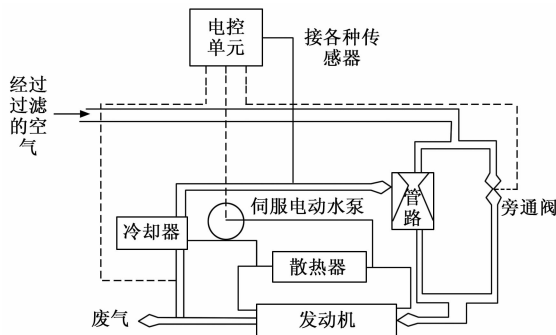 电控
单元
接各种传
感器
经过
过滤
的空
气
管
路
伺服电动水泵
旁通阀
冷却器
散热器
废气
发动机